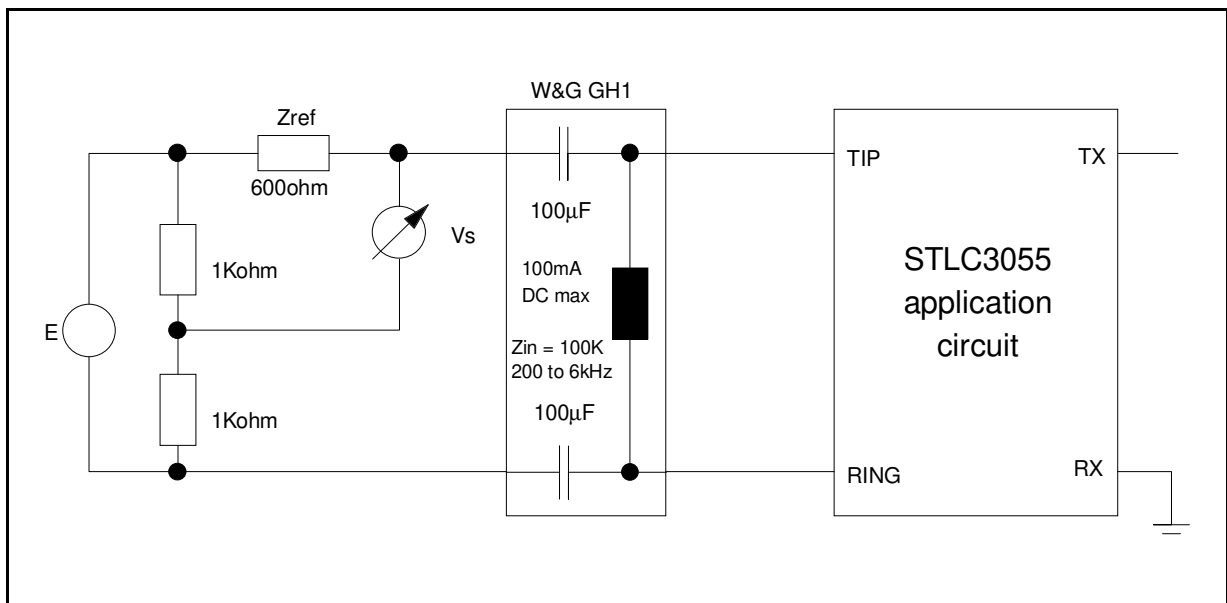 W&G GH1
Zref
600ohm
Vs
1Kohm
E
1Kohm
100μF
100mA
DC max
Zin = 100K
200 to 6kHz
100μF
TIP
TX
STLC3055
application
circuit
RING
RX